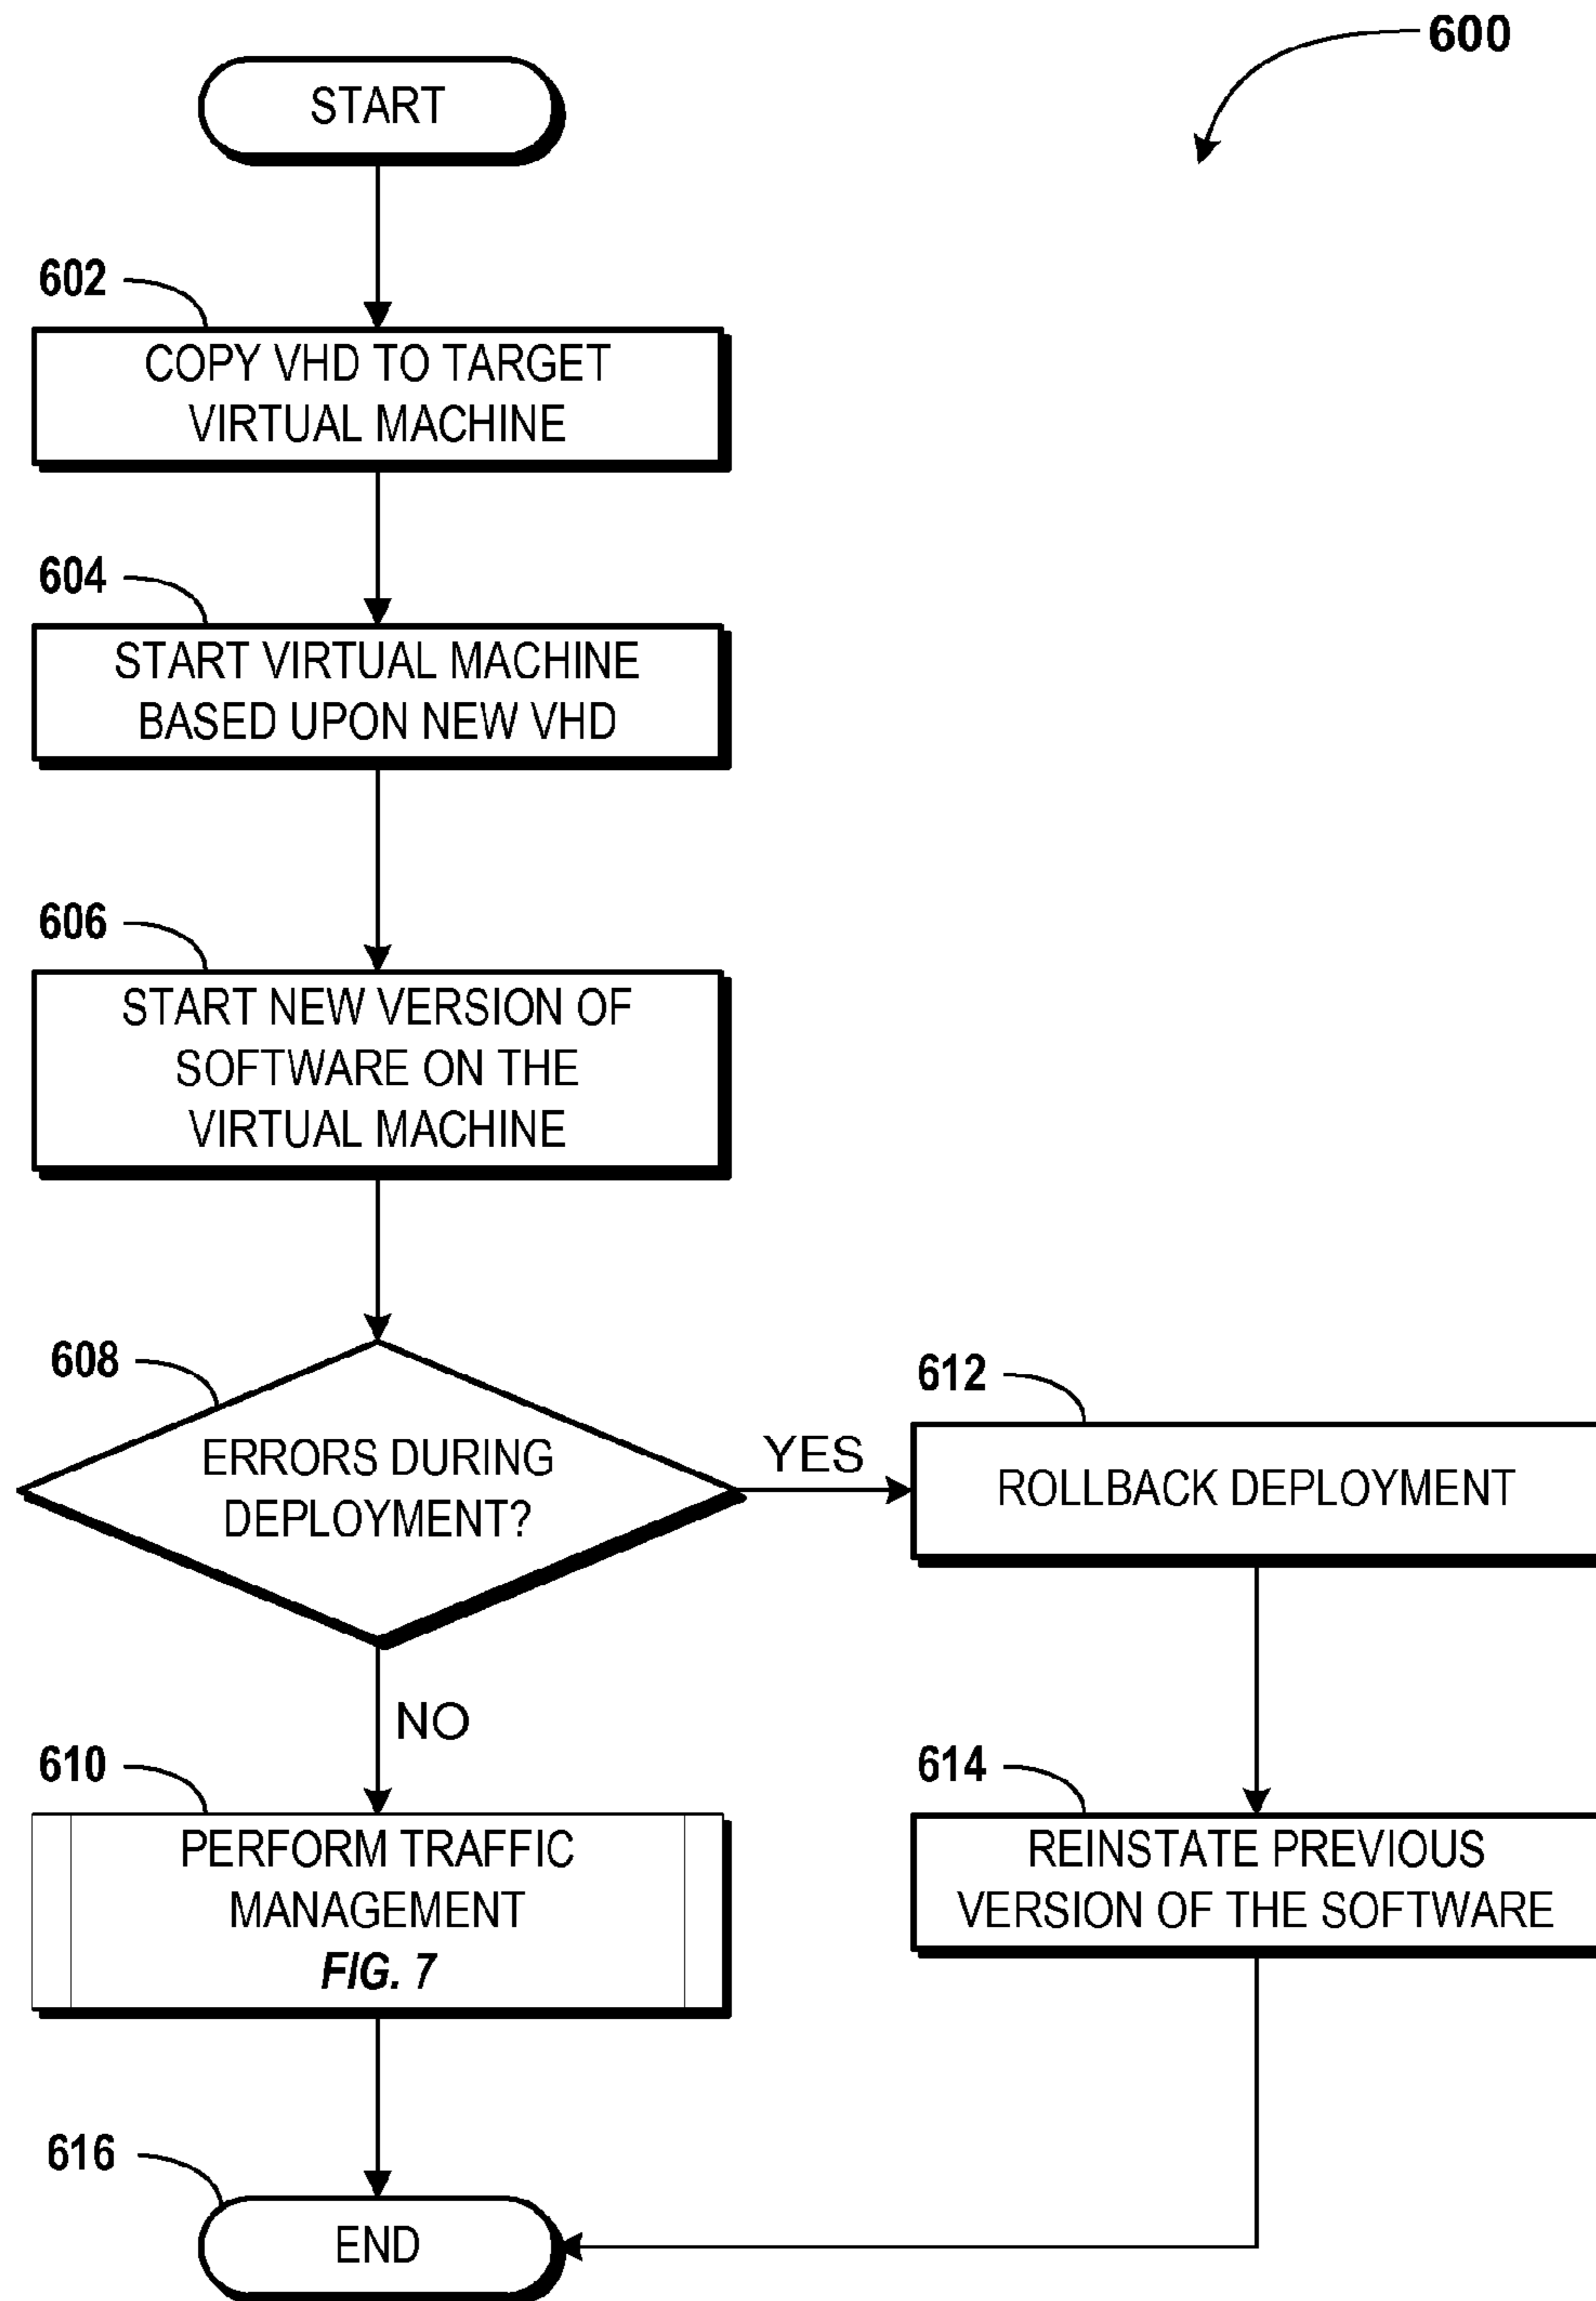 600
START
602
COPY VHD TO TARGET
VIRTUAL MACHINE
604
START VIRTUAL MACHINE
BASED UPON NEW VHD
606
START NEW VERSION OF
SOFTWARE ON THE
VIRTUAL MACHINE
608
ERRORS DURING
DEPLOYMENT?
YES
612
ROLLBACK DEPLOYMENT
NO
610
PERFORM TRAFFIC
MANAGEMENT
FIG. 7
614
REINSTATE PREVIOUS
VERSION OF THE SOFTWARE
616
END